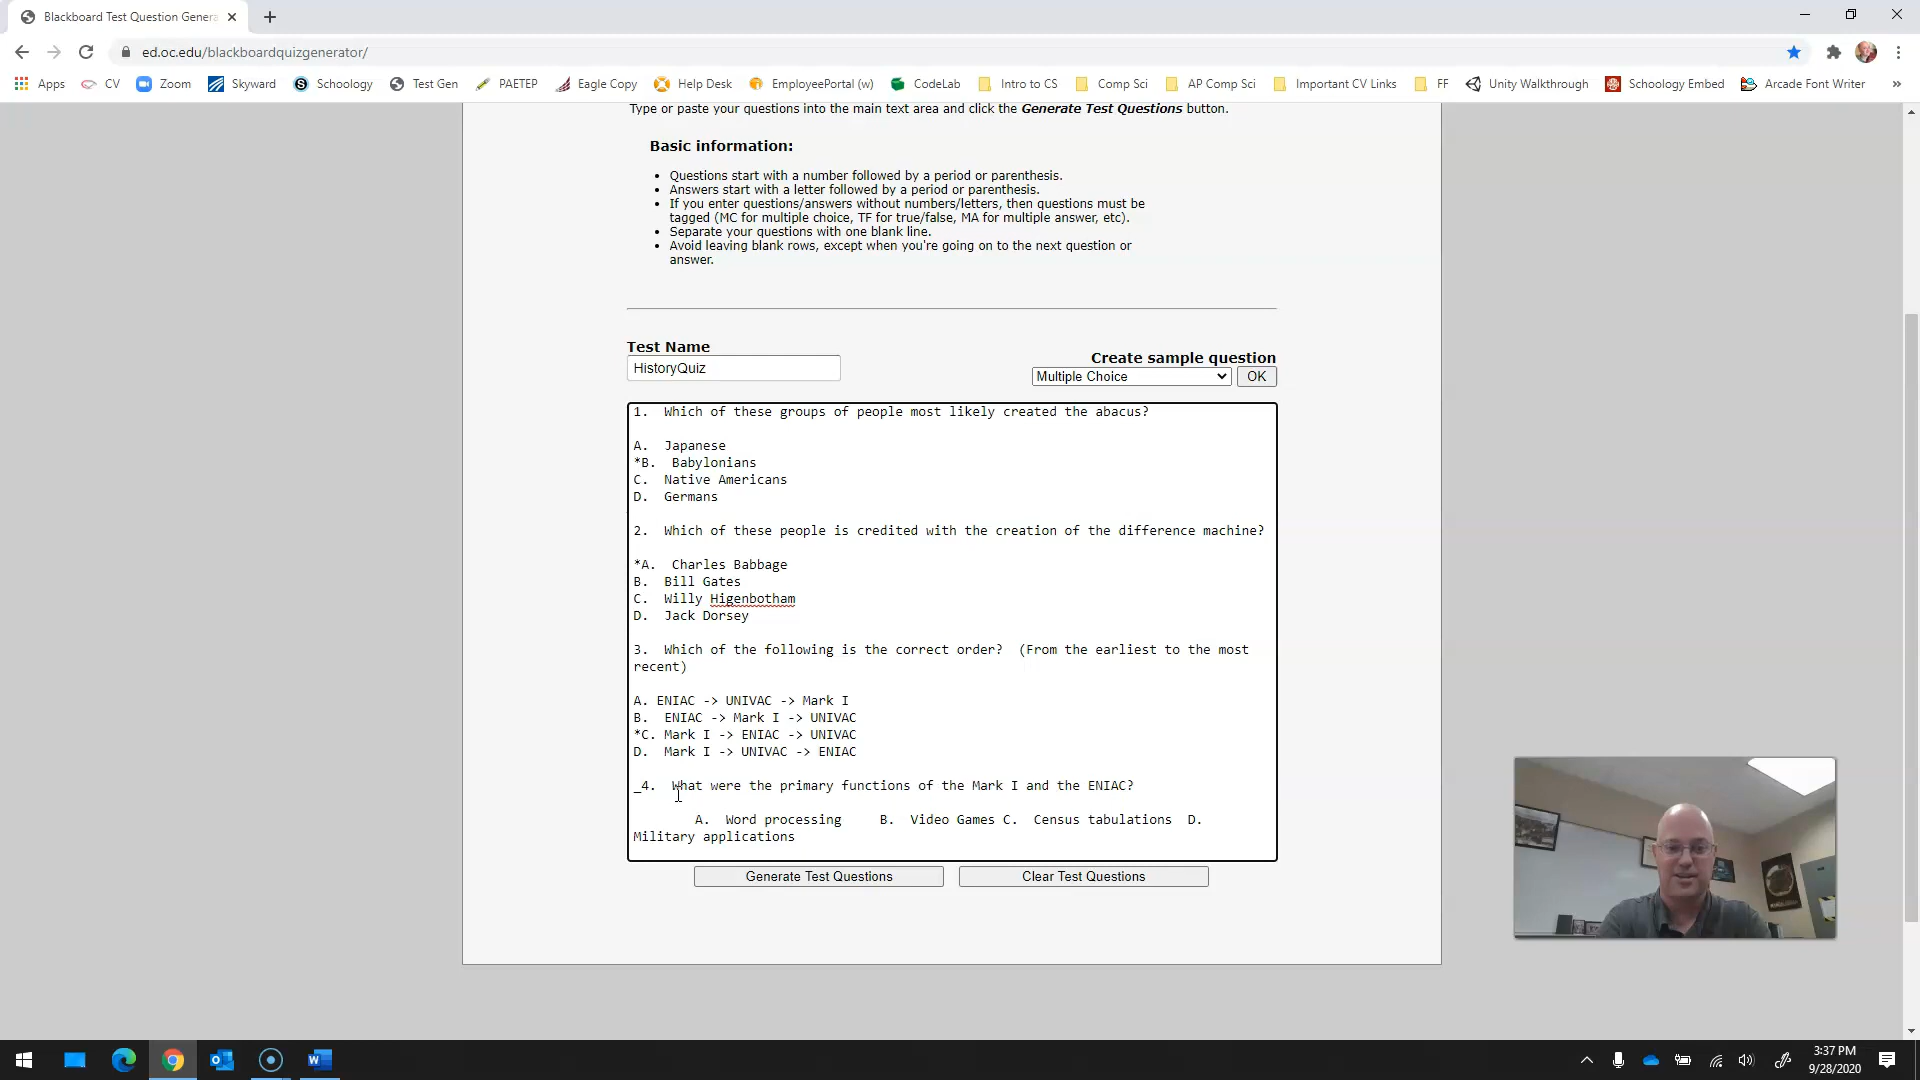 Blackboard Test Question Genera
ed.oc.edu/blackboardquizgenerator/
Apps CV Zoom Skyward Schoology Test Gen PAETEP Eagle Copy Help Desk EmployeePortal (w) CodeLab Intro to CS Comp Sci AP Comp Sci Important CV Links FF Unity Walkthrough Schoology Embed Arcade Font Writer »
Type or paste your questions into the main text area and click the Generate Test Questions button.
Basic information:
• Questions start with a number followed by a period or parenthesis.
• Answers start with a letter followed by a period or parenthesis.
• If you enter questions/answers without numbers/letters, then questions must be
tagged (MC for multiple choice, TF for true/false, MA for multiple answer, etc).
• Separate your questions with one blank line.
• Avoid leaving blank rows, except when you're going on to the next question or
answer.
Test Name
HistoryQuiz
Create sample question
Multiple Choice OK
1. Which of these groups of people most likely created the abacus?
A. Japanese
*B. Babylonians
C. Native Americans
D. Germans
2. Which of these people is credited with the creation of the difference machine?
*A. Charles Babbage
B. Bill Gates
C. Willy Higenbotham
D. Jack Dorsey
3. Which of the following is the correct order? (From the earliest to the most
recent)
A. ENIAC -> UNIVAC -> Mark I
B. ENIAC -> Mark I -> UNIVAC
*C. Mark I -> ENIAC -> UNIVAC
D. Mark I -> UNIVAC -> ENIAC
_4. What were the primary functions of the Mark I and the ENIAC?
A. Word processing B. Video Games C. Census tabulations D.
Military applications
Generate Test Questions Clear Test Questions
3:37 PM
9/28/2020